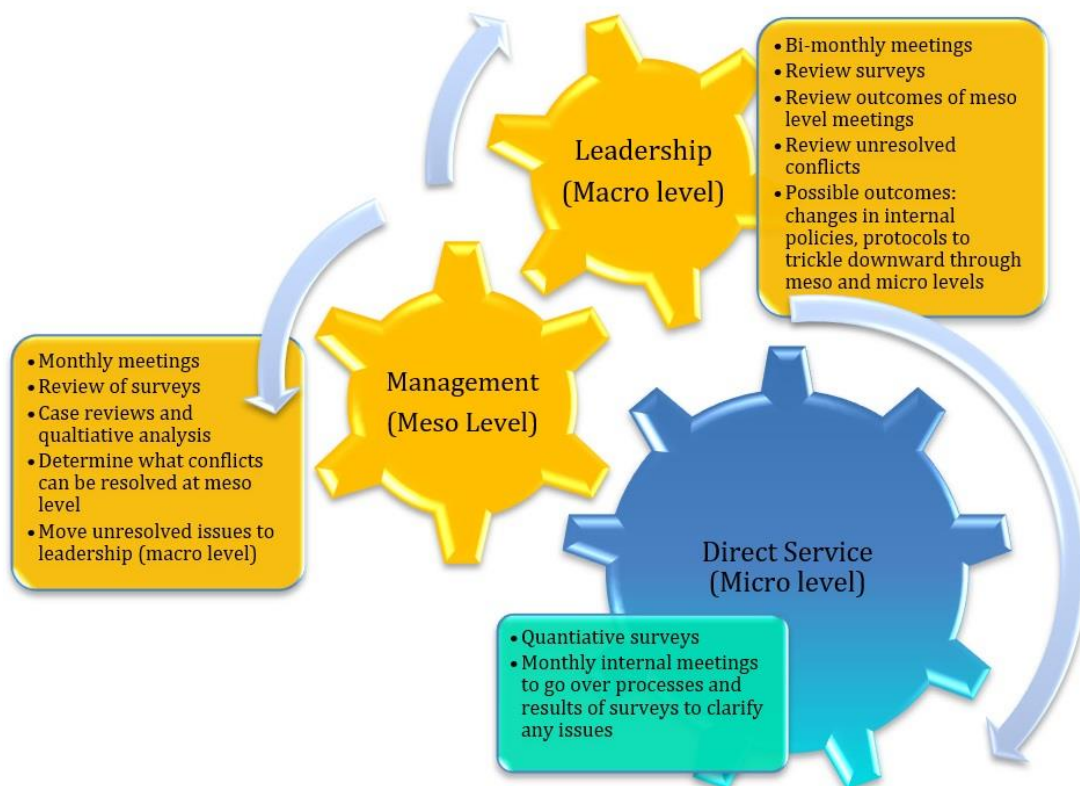 Leadership
(Macro level)
•Bi-monthly meetings
•Review surveys
•Review outcomes of meso
level meetings
•Review unresolved
conflicts
•Possible outcomes:
changes in internal
policies, protocols to
trickle downward through
meso and micro levels
Management
(Meso Level)
•Monthly meetings
•Review of surveys
•Case reviews and
qualtiative analysis
•Determine what conflicts
can be resolved at meso
level
•Move unresolved issues to
leadership (macro level)
Direct Service
(Micro level)
•Quantiative surveys
•Monthly internal meetings
to go over processes and
results of surveys to clarify
any issues